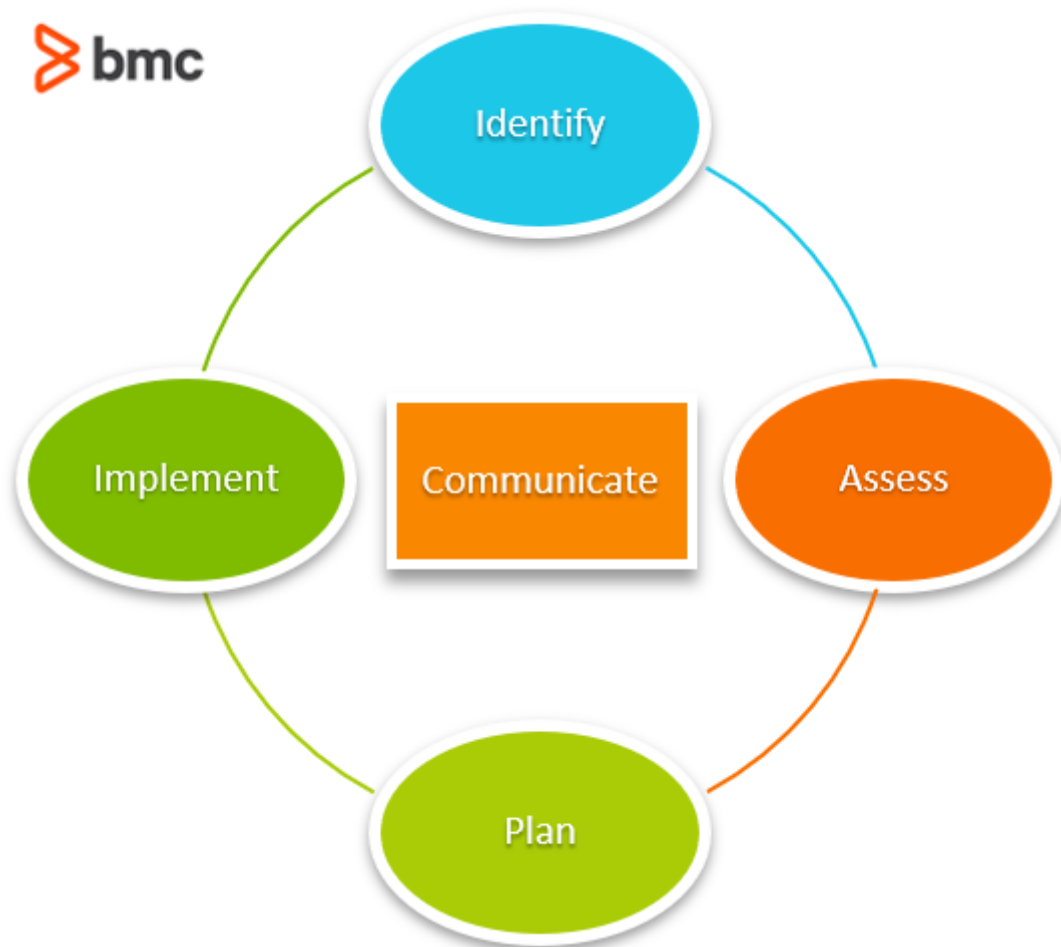 bmc
Identify
Implement
Communicate
Assess
Plan